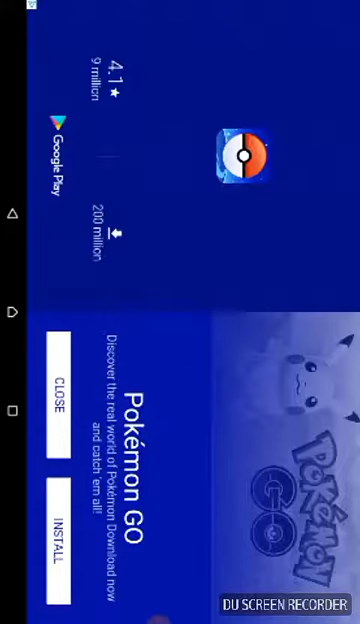 4.1 ★
9 million
200 million
Google Play
POKÉMON
GO
Pokémon GO
Discover the real world of Pokémon Download now
and catch 'em all!
CLOSE
INSTALL
DU SCREEN RECORDER